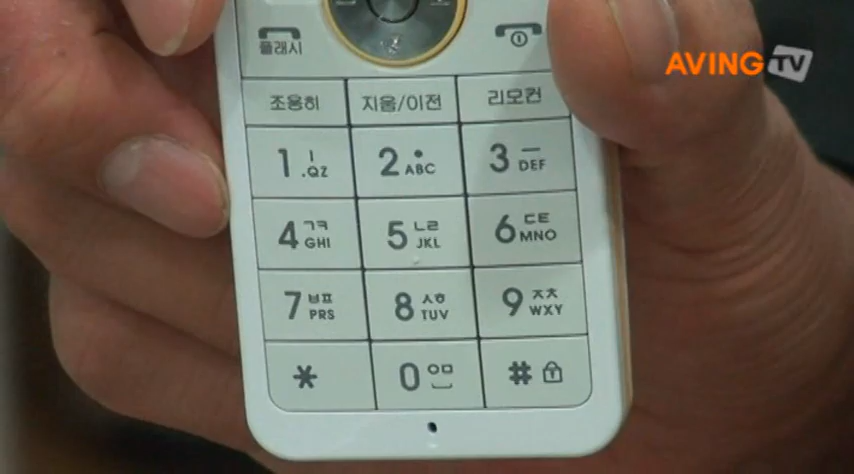 AVING TV
플래시
조용히 지움/이전 리모컨
1 ㅣ .QZ 2 • ABC 3 ㅡ DEF
4 ㄱㅋ GHI 5 ㄴㄹ JKL 6 ㄷㅌ MNO
7 ㅂㅍ PRS 8 ㅅㅎ TUV 9 ㅈㅊ WXY
* 0 ㅇㅁ #